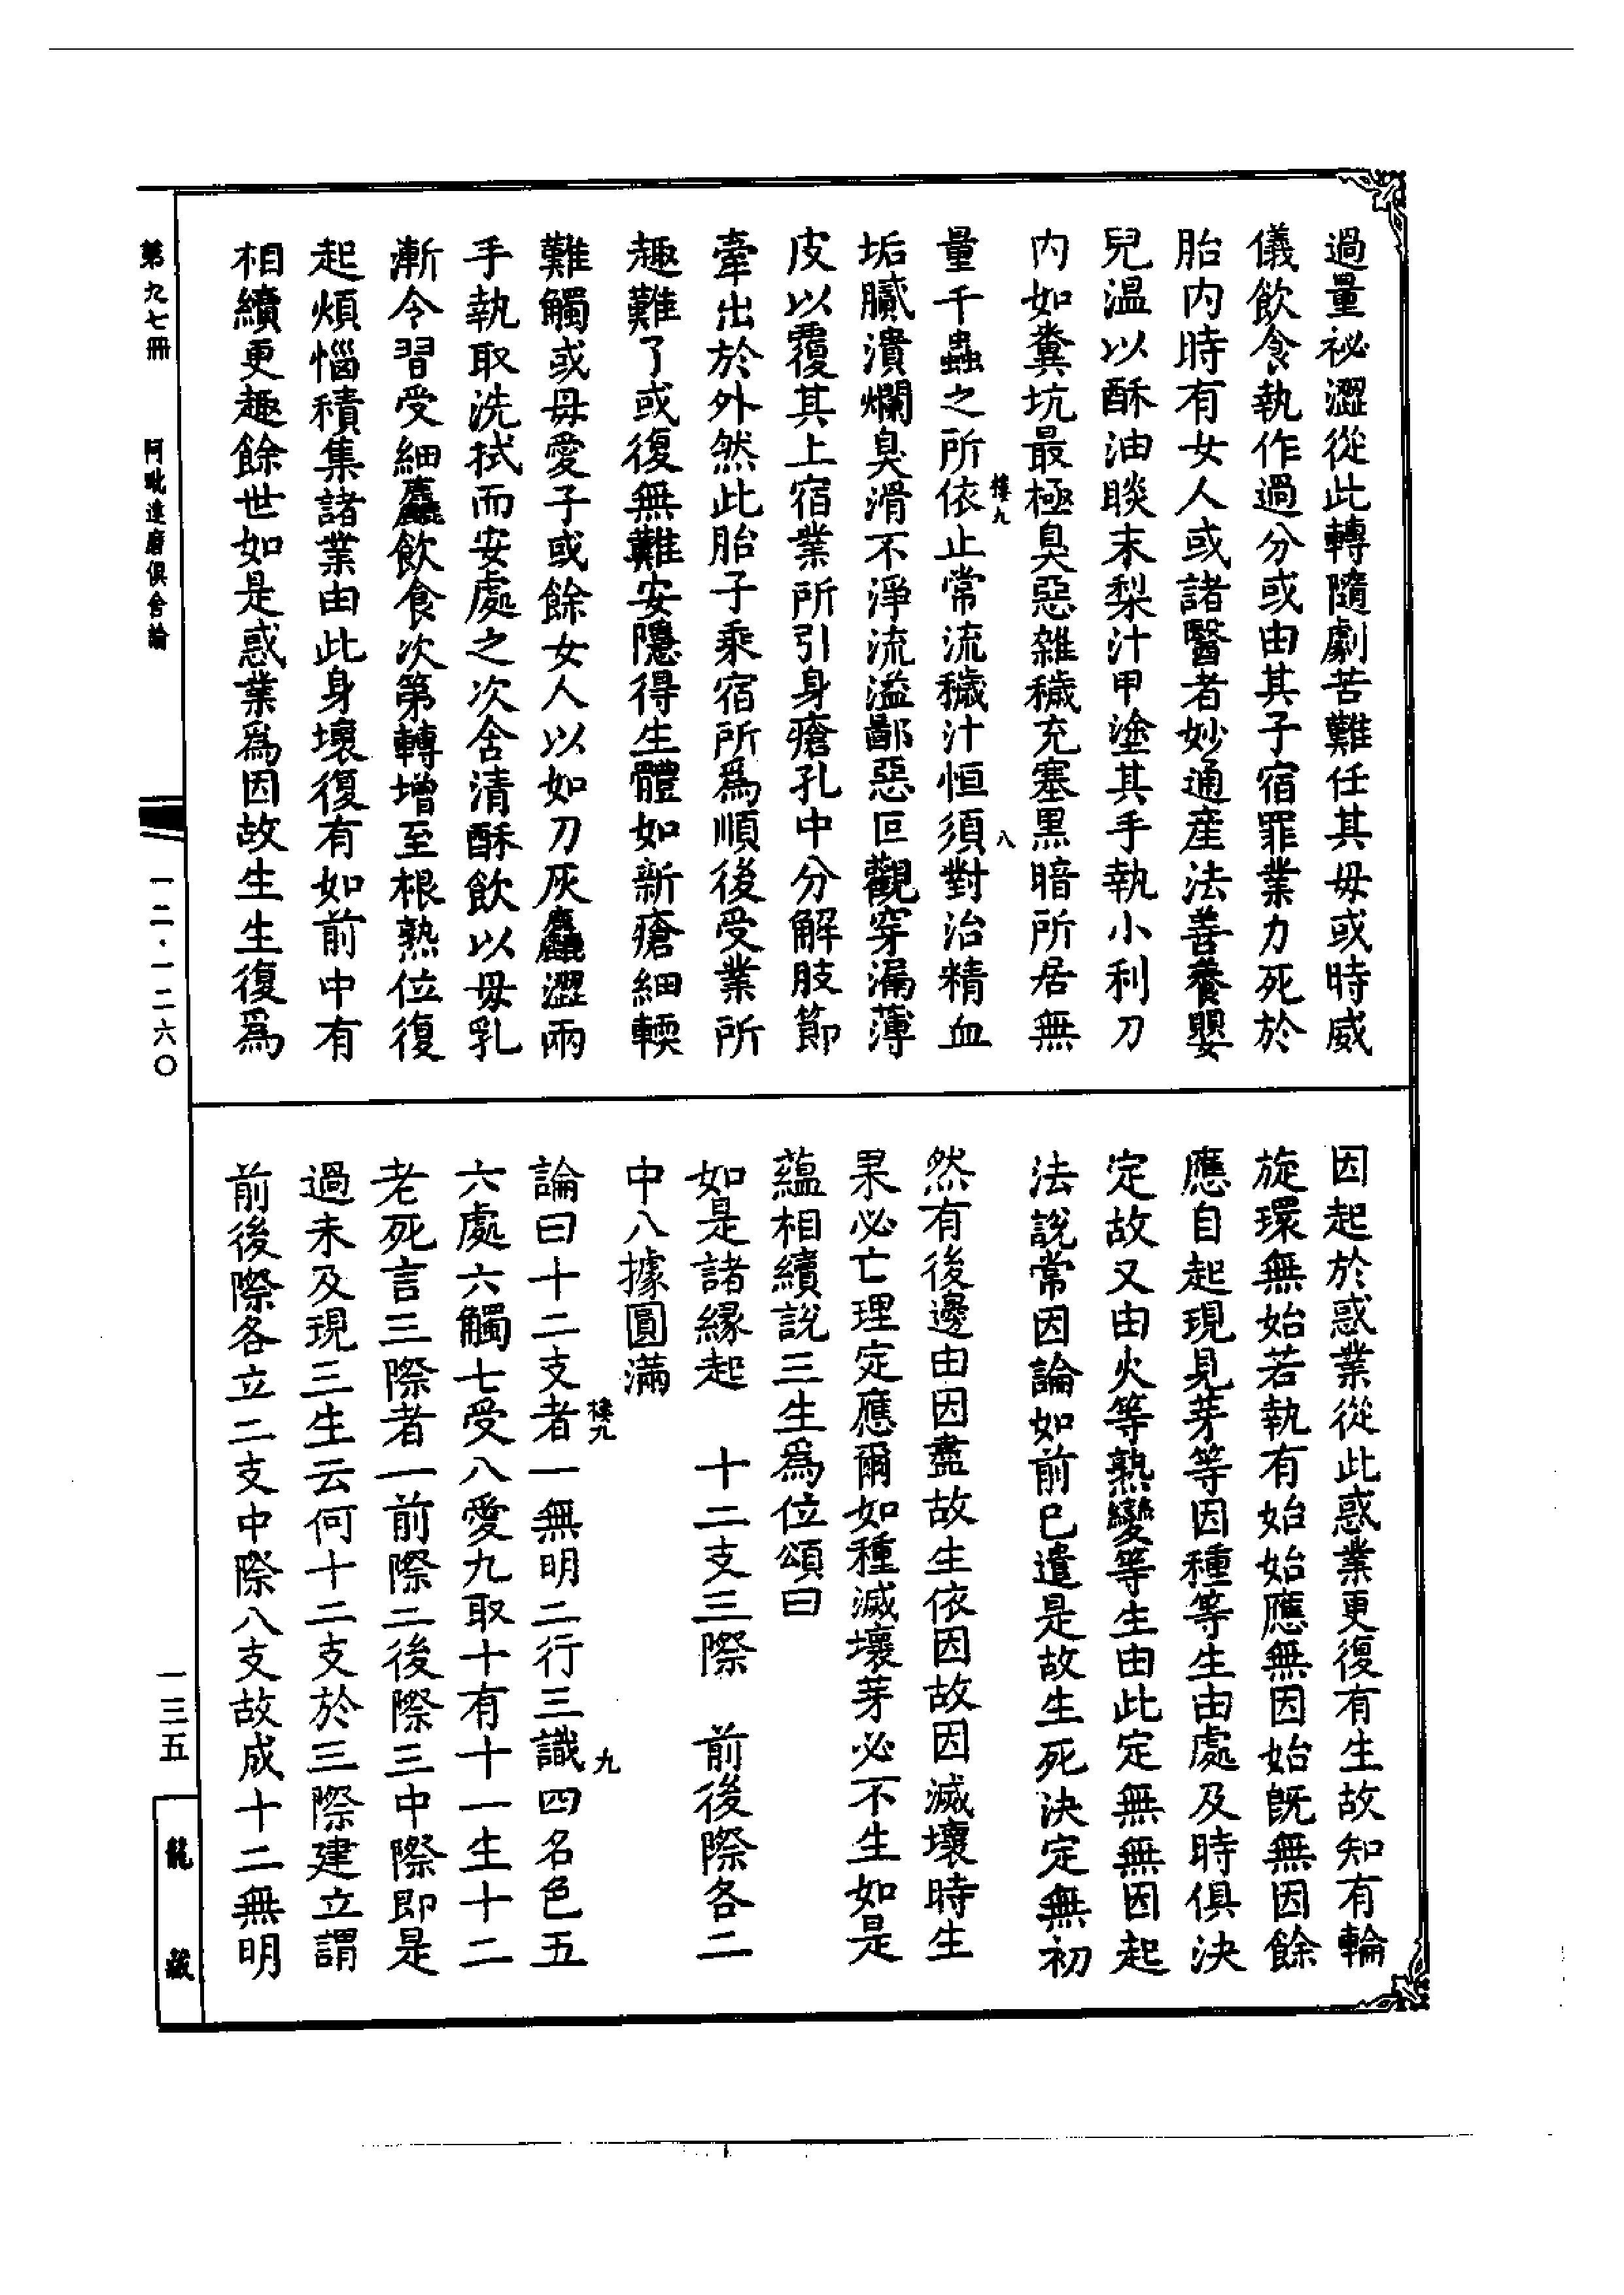 過量祕澀從此轉隨劇苦難任其母或時威
儀飲食執作過分或由其子宿罪業力死於
胎內時有女人或諸醫者妙通產法善養嬰
兒溫以酥油睒末梨汁用塗其手執小利刀
內如糞坑最極臭惡雜穢充塞黑暗所居無
量千蟲之所依止常流穢汁恒須對治精血
垢膩潰爛臭滑不淨流溢鄙惡叵觀穿漏薄
皮以覆其上宿業所引身瘡孔中分解肢節
牽出於外然此胎子乘宿所爲順後受業所
趣難了或復無難安隱得生體如新瘡細輭
難觸或母愛子或餘女人以如刀灰麤澀兩
手執取洗拭而安處之次含清酥飲以母乳
漸令習受細麤飲食次第轉增至根熟位復
起煩惱積集諸業由此身壞復有如前中有
相續更趣餘世如是惑業爲因故生生復爲
樓九
八
因起於惑業從此惑業更復有生故知有輪
旋環無始若執有始始應無因始旣無因餘
應自起現見芽等因種等生由處及時俱決
定故又由火等熟變等生由此定無無因起
法說常因論如前已遣是故生死決定無初
然有後邊由因盡故生依因故因滅壞時生
果必亡理定應爾如種滅壞芽必不生如是
蘊相續說三生爲位頌曰
如是諸緣起　十二支三際　前後際各二
中八據圓滿
論曰十二支者一無明二行三識四名色五
六處六觸七受八愛九取十有十一生十二
老死言三際者一前際二後際三中際即是
過未及現三生云何十二支於三際建立謂
前後際各立二支中際八支故成十二無明
樓九
九
第九七冊　阿毗達磨俱舍論
一二·一二六〇
一三五
龍藏